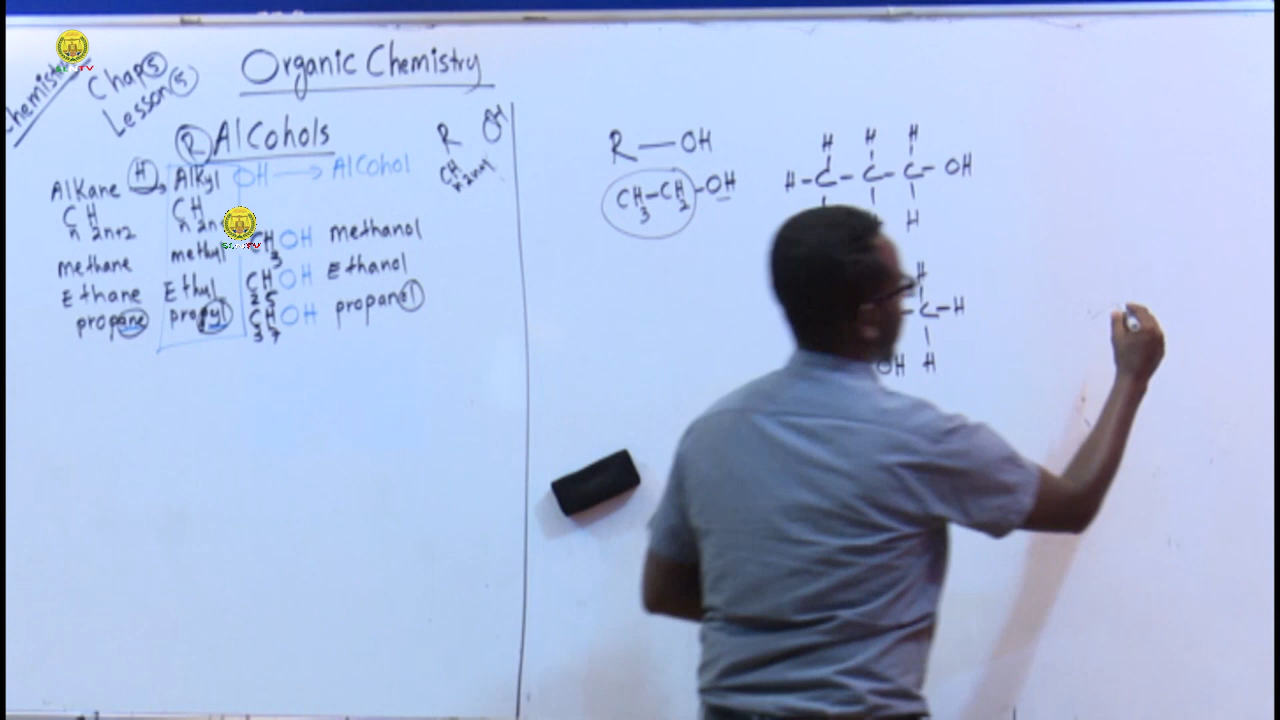 Chemistry
Chap 5
Lesson 5
Organic Chemistry
R AlCohols
R OH
CnH2n+1
AlKane H AlKyl OH → AlCohol
CnH2n+2 CnH2n
methane methyl CH3OH methanol
Ethane Ethyl C2H5OH Ethanol
propane propyl C3H7OH propanol
R—OH
CH3-CH2-OH
H H H
H-C-C-C-OH
H
H
C-H
OH H